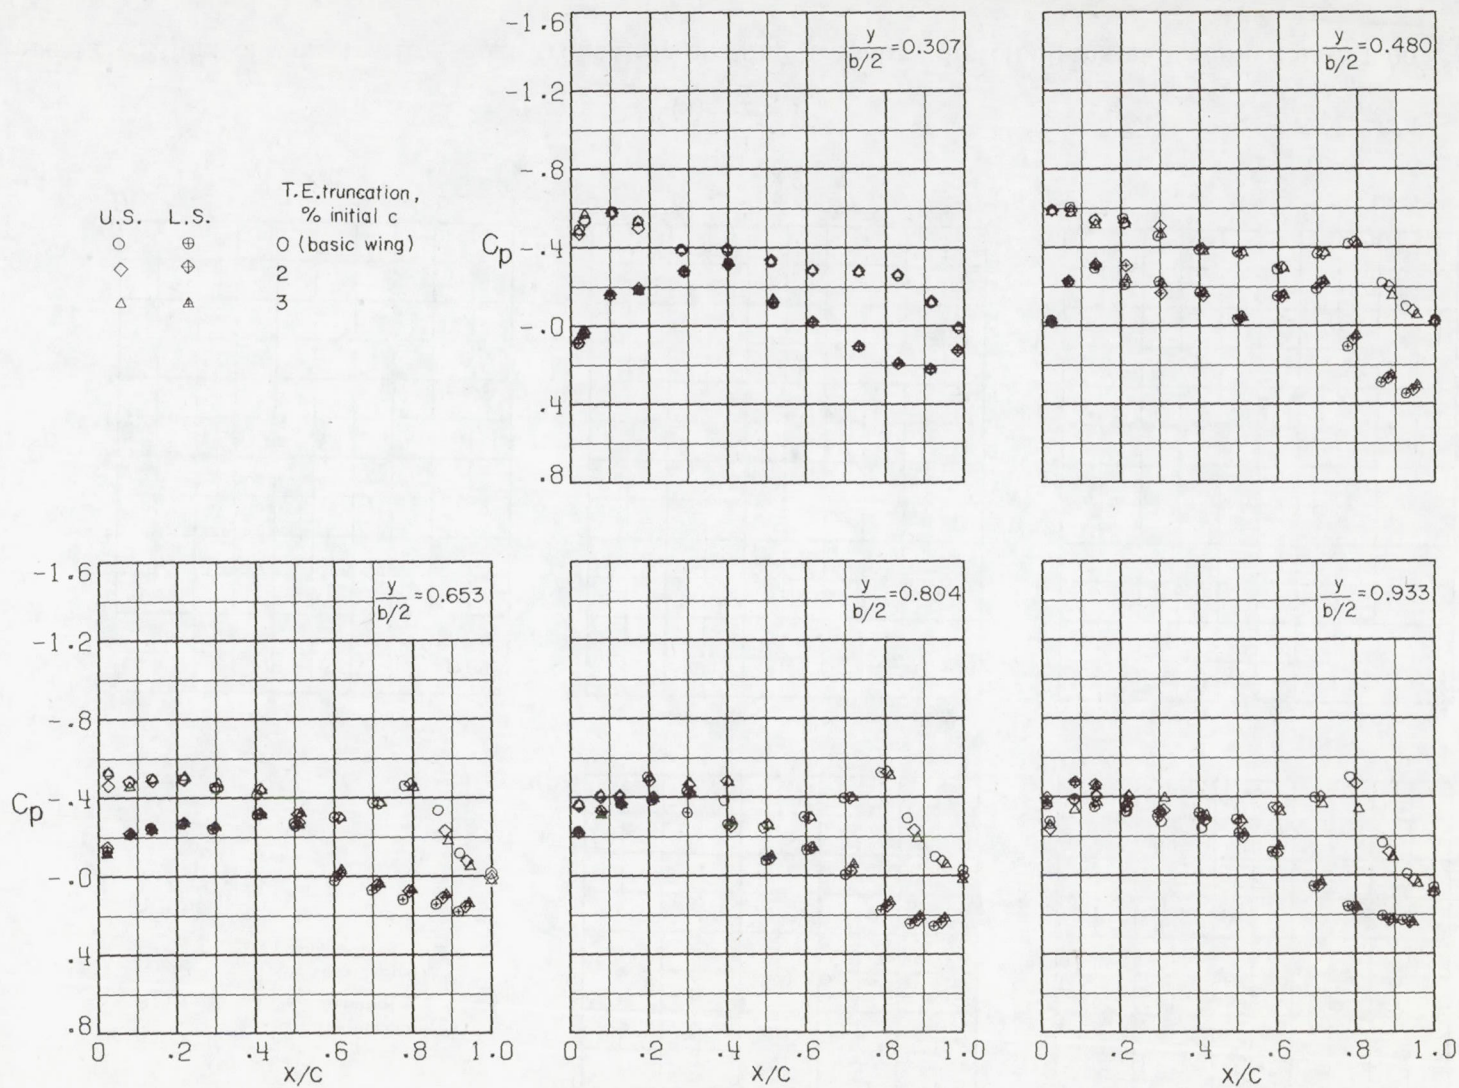 -1.6
-1.2
-.8
-.4
-.0
.4
.8
Cp
y
b/2 =0.307
y
b/2 =0.480
T.E.truncation,
U.S. L.S. % initial c
0 (basic wing)
2
3
-1.6
-1.2
-.8
-.4
-.0
.4
.8
Cp
y
b/2 =0.653
y
b/2 =0.804
y
b/2 =0.933
0 .2 .4 .6 .8 1.0
X/C
0 .2 .4 .6 .8 1.0
X/C
0 .2 .4 .6 .8 1.0
X/C